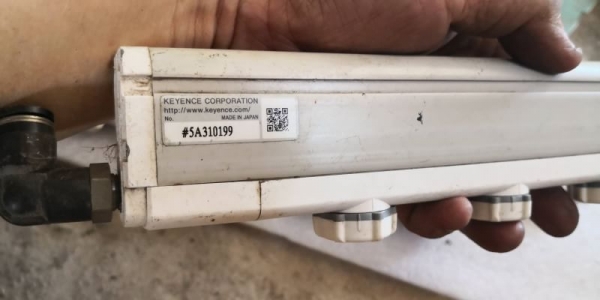 KEYENCE CORPORATION
http://www.keyence.com/
No. MADE IN JAPAN
#5A310199